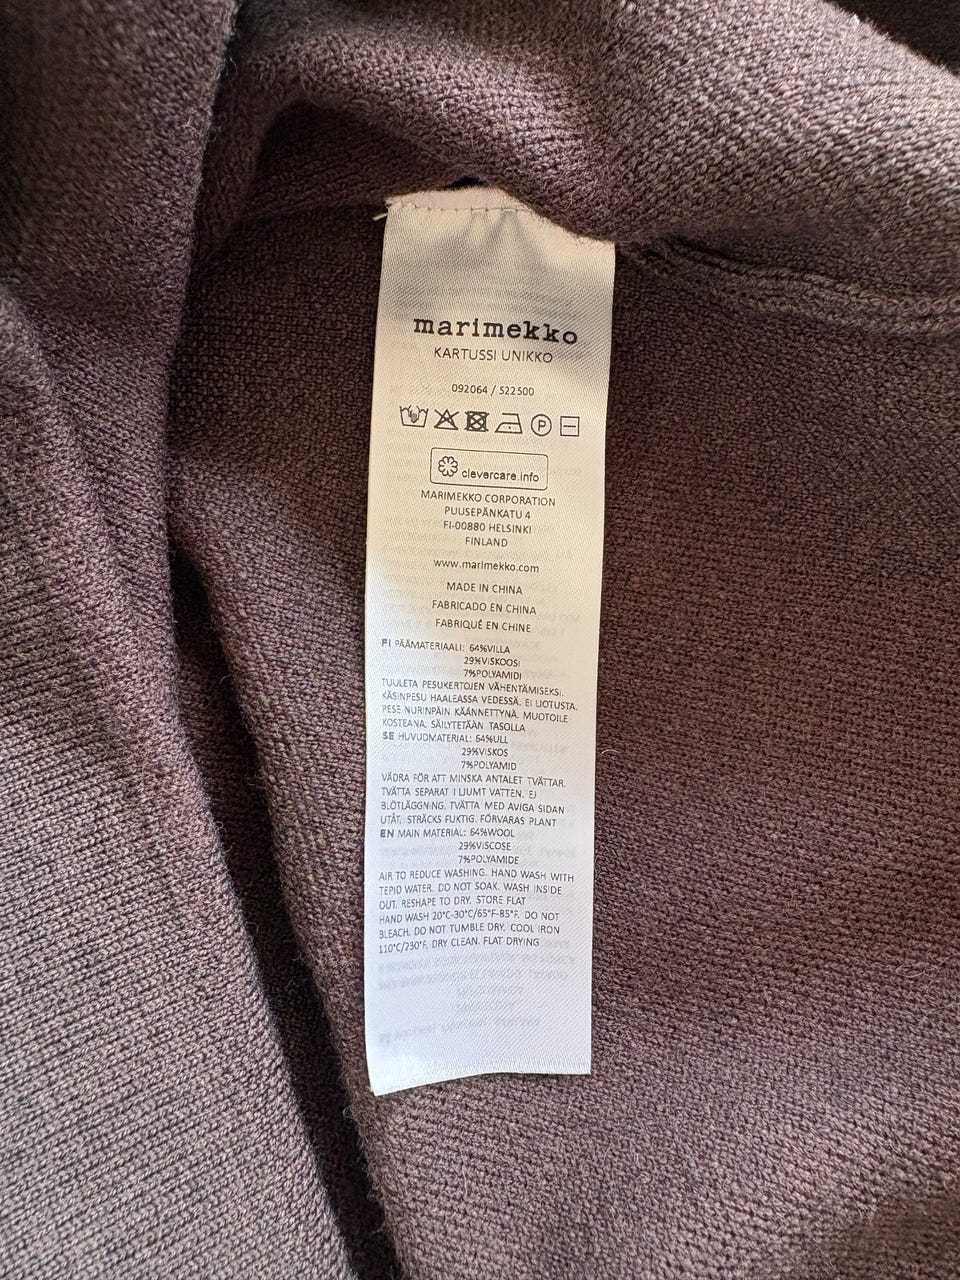 marimekko
KARTUSSI UNIKKO
092064 / 522500
P
clevercare.info
MARIMEKKO CORPORATION
PUUSEPÄNKATU 4
FI-00880 HELSINKI
FINLAND
www.marimekko.com
MADE IN CHINA
FABRICADO EN CHINA
FABRIQUÉ EN CHINE
FI PÄÄMATERIAALI: 64%VILLA
29%VISKOOSI
7%POLYAMIDI
TUULETA PESUKERTOJEN VÄHENTÄMISEKSI.
KÄSINPESU HAALEASSA VEDESSÄ. EI LIOTUSTA.
PESE NURINPÄIN KÄÄNNETTYNÄ. MUOTOILE
KOSTEANA. SÄILYTETÄÄN TASOLLA
SE HUVUDMATERIAL: 64%ULL
29%VISKOS
7%POLYAMID
VÄDRA FÖR ATT MINSKA ANTALET TVÄTTAR.
TVÄTTA SEPARAT I LJUMT VATTEN. EJ
BLÖTLÄGGNING. TVÄTTA MED AVIGA SIDAN
UTÅT. STRÄCKS FUKTIG. FÖRVARAS PLANT
EN MAIN MATERIAL: 64%WOOL
29%VISCOSE
7%POLYAMIDE
AIR TO REDUCE WASHING. HAND WASH WITH
TEPID WATER. DO NOT SOAK. WASH INSIDE
OUT. RESHAPE TO DRY. STORE FLAT
HAND WASH 20°C-30°C/65°F-85°F. DO NOT
BLEACH. DO NOT TUMBLE DRY. COOL IRON
110°C/230°F. DRY CLEAN. FLAT DRYING